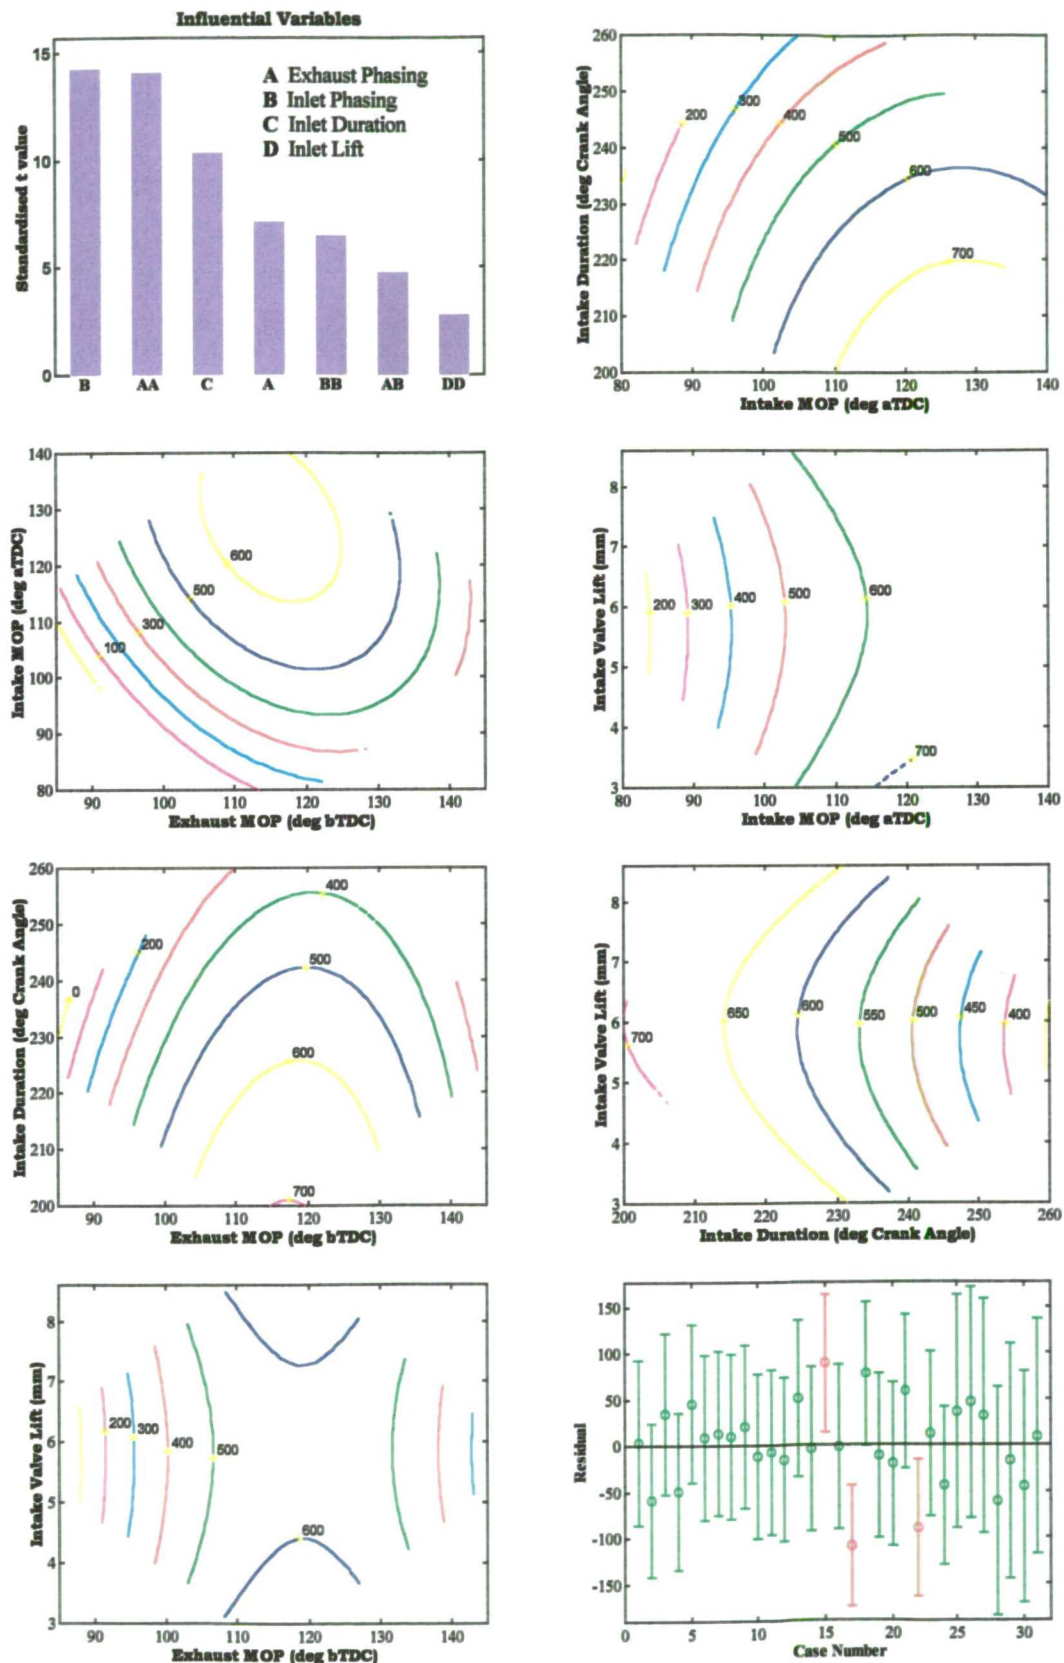 Influential Variables
15
10
5
0
Standardised t value
A Exhaust Phasing
B Inlet Phasing
C Inlet Duration
D Inlet Lift
B AA C A BB AB DD
260
250
240
230
220
210
200
Intake Duration (deg Crank Angle)
200 300 400 500 600 700
80 90 100 110 120 130 140
Intake MOP (deg aTDC)
140
130
120
110
100
90
80
Intake MOP (deg aTDC)
600
500
300
100
90 100 110 120 130 140
Exhaust MOP (deg bTDC)
8
7
6
5
4
3
Intake Valve Lift (mm)
200 300 400 500 600
700
80 90 100 110 120 130 140
Intake MOP (deg aTDC)
260
250
240
230
220
210
200
Intake Duration (deg Crank Angle)
400
200
500
0
600
700
90 100 110 120 130 140
Exhaust MOP (deg bTDC)
8
7
6
5
4
3
Intake Valve Lift (mm)
700 650 600 550 500 450 400
200 210 220 230 240 250 260
Intake Duration (deg Crank Angle)
8
7
6
5
4
3
Intake Valve Lift (mm)
200 300 400 500
600
90 100 110 120 130 140
Exhaust MOP (deg bTDC)
150
100
50
0
-50
-100
-150
Residual
0 5 10 15 20 25 30
Case Number